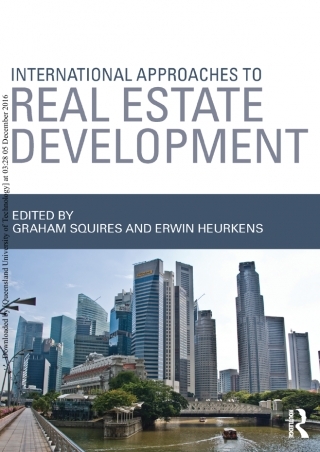 INTERNATIONAL APPROACHES TO
REAL ESTATE
DEVELOPMENT
EDITED BY
GRAHAM SQUIRES AND ERWIN HEURKENS
Downloaded by [Queensland University of Technology] at 03:28 05 December 2016
Routledge